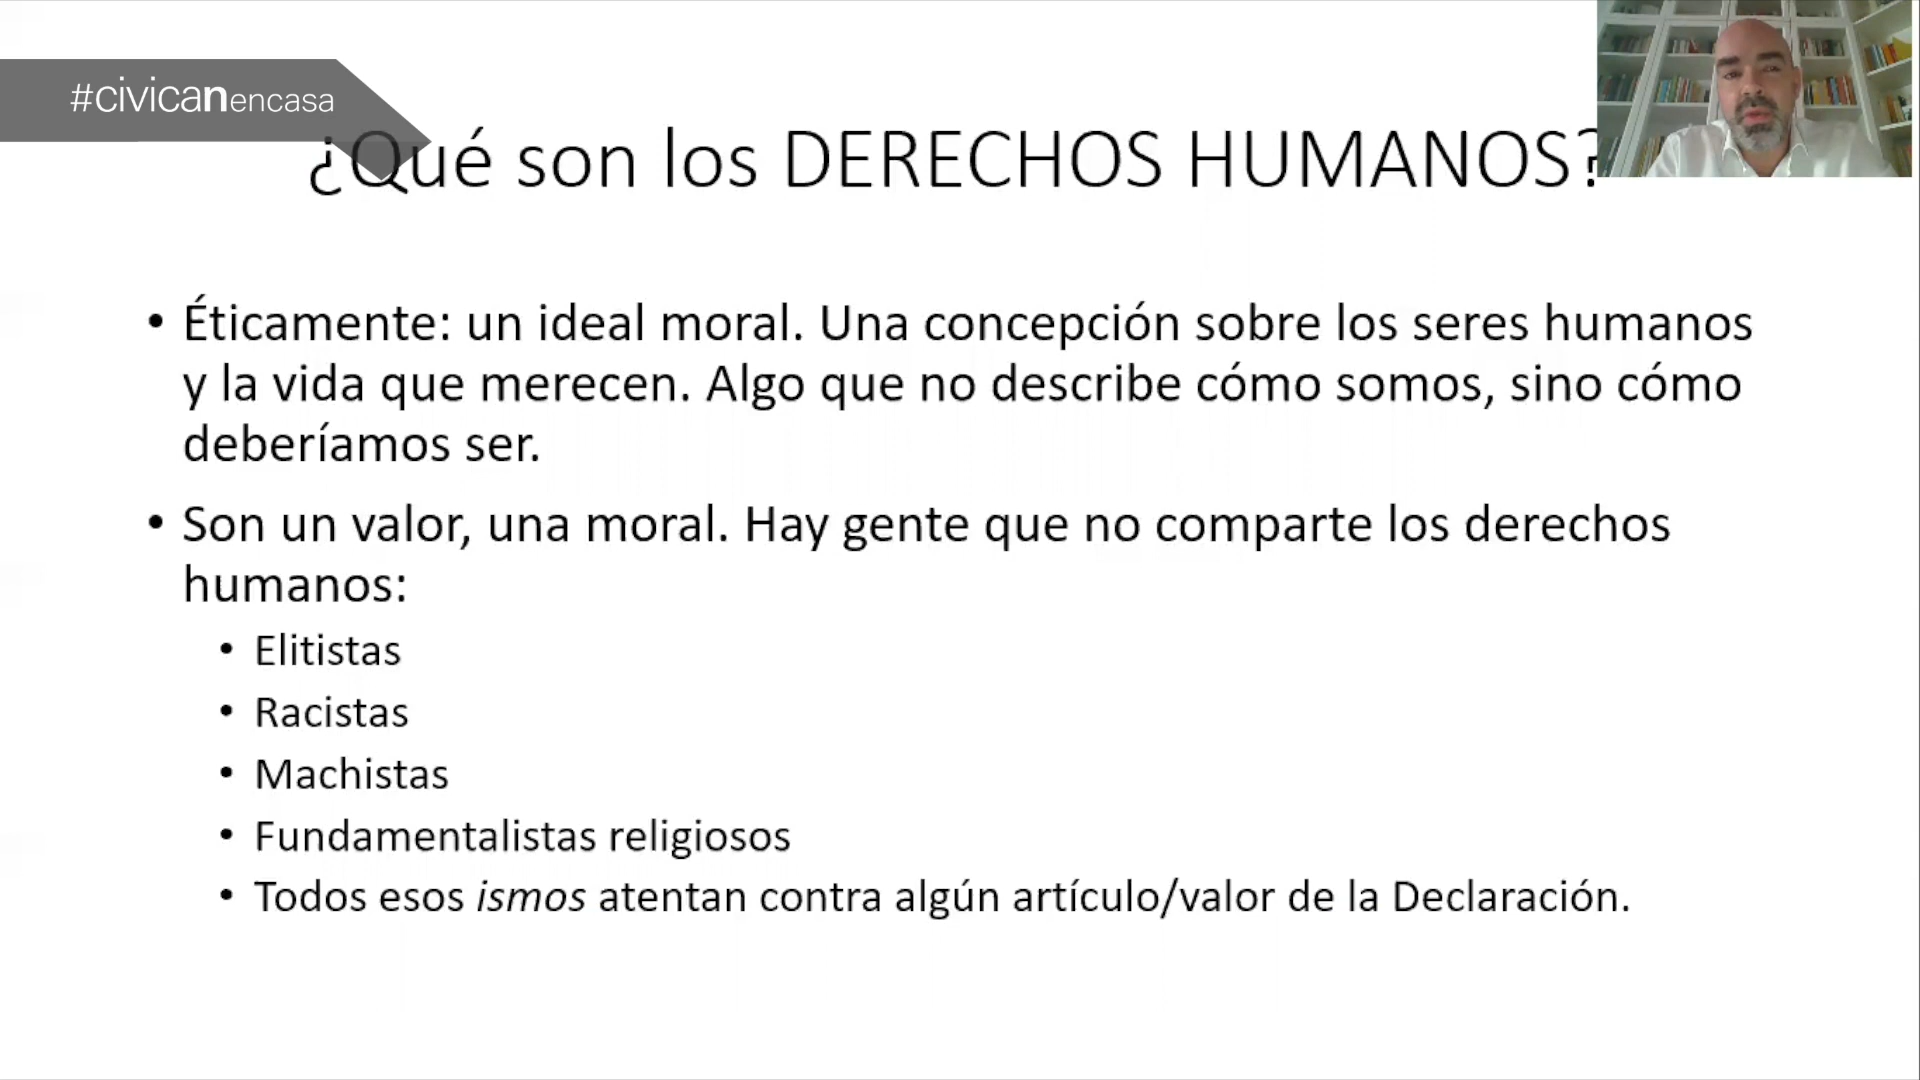 #civicanencasa
¿Qué son los DERECHOS HUMANOS?
• Éticamente: un ideal moral. Una concepción sobre los seres humanos
y la vida que merecen. Algo que no describe cómo somos, sino cómo
deberíamos ser.
• Son un valor, una moral. Hay gente que no comparte los derechos
humanos:
• Elitistas
• Racistas
• Machistas
• Fundamentalistas religiosos
• Todos esos ismos atentan contra algún artículo/valor de la Declaración.